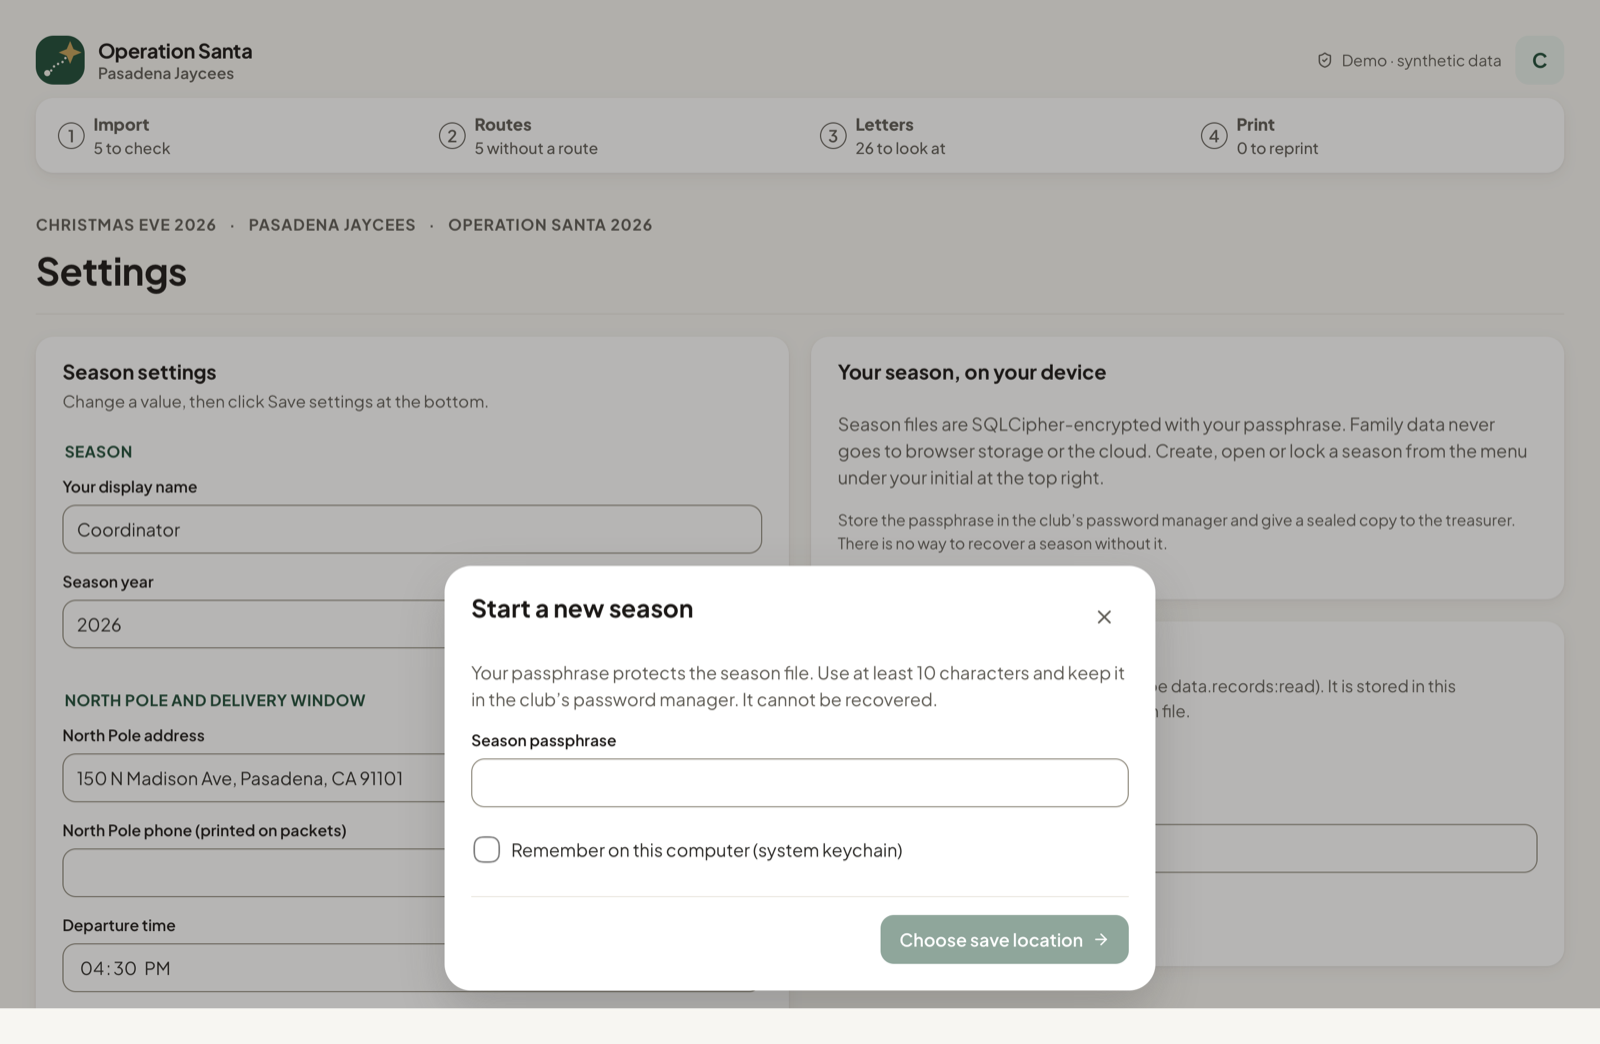 Operation Santa
Pasadena Jaycees
Demo · synthetic data
C
1
Import
5 to check
2
Routes
5 without a route
3
Letters
26 to look at
4
Print
0 to reprint
CHRISTMAS EVE 2026 · PASADENA JAYCEES · OPERATION SANTA 2026
Settings
Season settings
Change a value, then click Save settings at the bottom.
SEASON
Your display name
Coordinator
Season year
2026
NORTH POLE AND DELIVERY WINDOW
North Pole address
150 N Madison Ave, Pasadena, CA 91101
North Pole phone (printed on packets)
Departure time
04:30 PM
Your season, on your device
Season files are SQLCipher-encrypted with your passphrase. Family data never
goes to browser storage or the cloud. Create, open or lock a season from the menu
under your initial at the top right.
Store the passphrase in the club’s password manager and give a sealed copy to the treasurer.
There is no way to recover a season without it.
data.records:read). It is stored in this
file.
Start a new season
Your passphrase protects the season file. Use at least 10 characters and keep it
in the club’s password manager. It cannot be recovered.
Season passphrase
Remember on this computer (system keychain)
Choose save location →